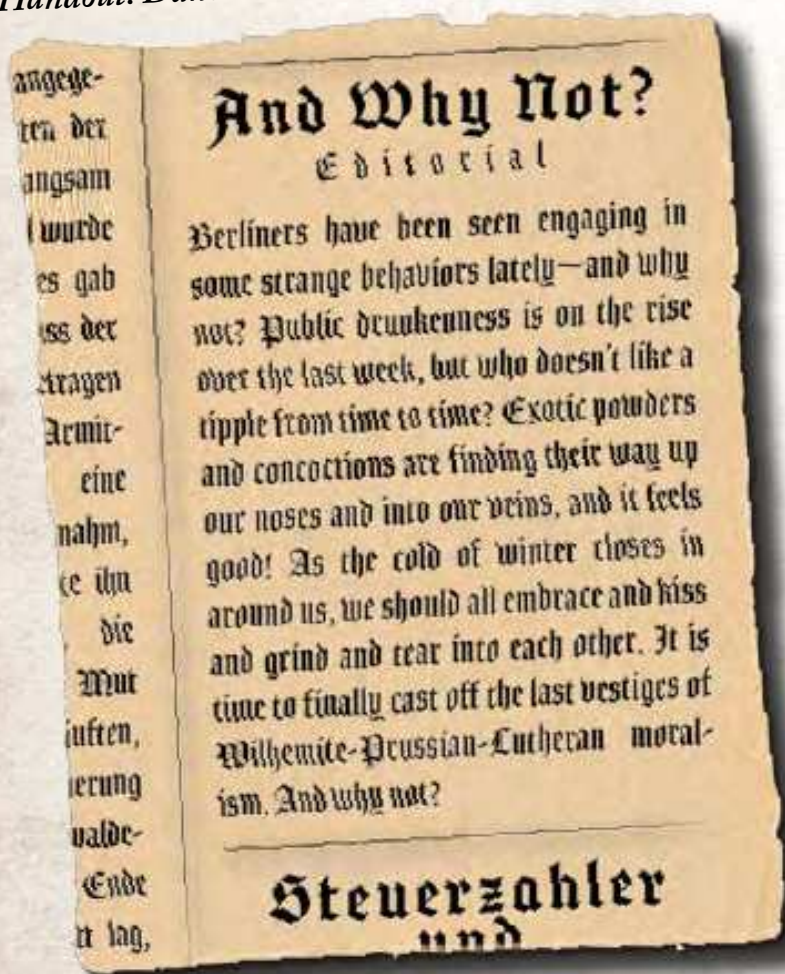 Handout:
angege-
ten der
angsam
wurde
es gab
ss der
etragen
Armit-
eine
nahm,
te ihn
die
Mut
äuften,
ierung
walde-
Ende
lag,
And Why Not?
Editorial
Berliners have been seen engaging in
some strange behaviors lately—and why
not? Public drunkenness is on the rise
over the last week, but who doesn't like a
tipple from time to time? Exotic powders
and concoctions are finding their way up
our noses and into our veins, and it feels
good! As the cold of winter closes in
around us, we should all embrace and kiss
and grind and tear into each other. It is
time to finally cast off the last vestiges of
Wilhemite-Prussian-Lutheran moral-
ism. And why not?
Steuerzahler
und